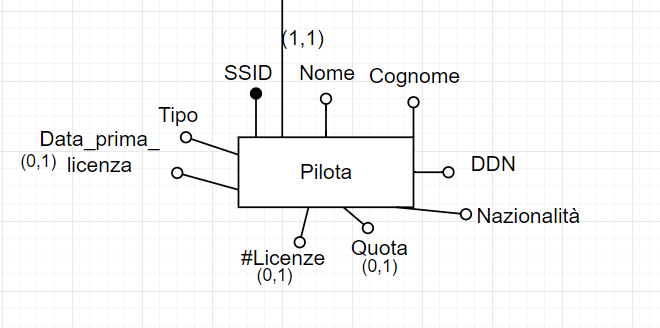 (1,1)
SSID
Nome
Cognome
Tipo
Data_prima_
(0,1) licenza
Pilota
DDN
Nazionalità
#Licenze
(0,1)
Quota
(0,1)